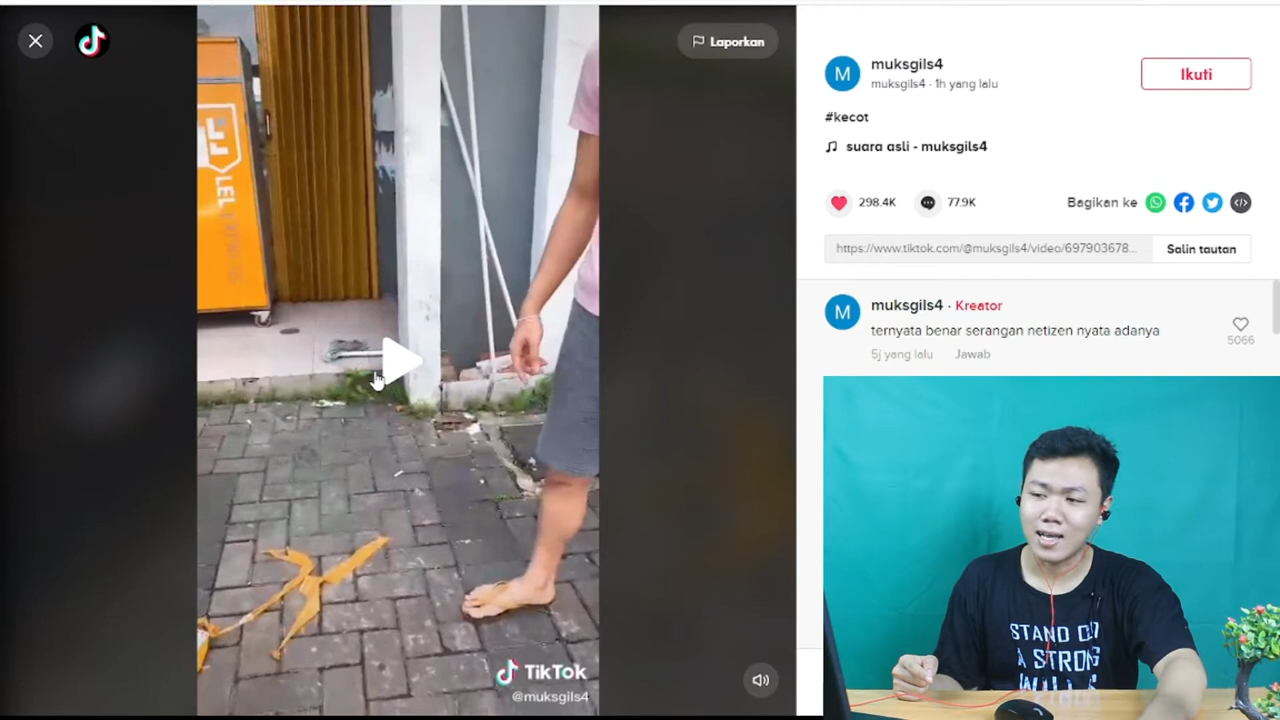 Laporkan
LEL
TikTok
@muksgils4
M
muksgils4
muksgils4 · 1h yang lalu
Ikuti
#kecot
suara asli - muksgils4
298.4K
77.9K
Bagikan ke
https://www.tiktok.com/@muksgils4/video/697903678...
Salin tautan
M
muksgils4 · Kreator
ternyata benar serangan netizen nyata adanya
5j yang lalu
Jawab
5066
STAND OUT
A STRONG